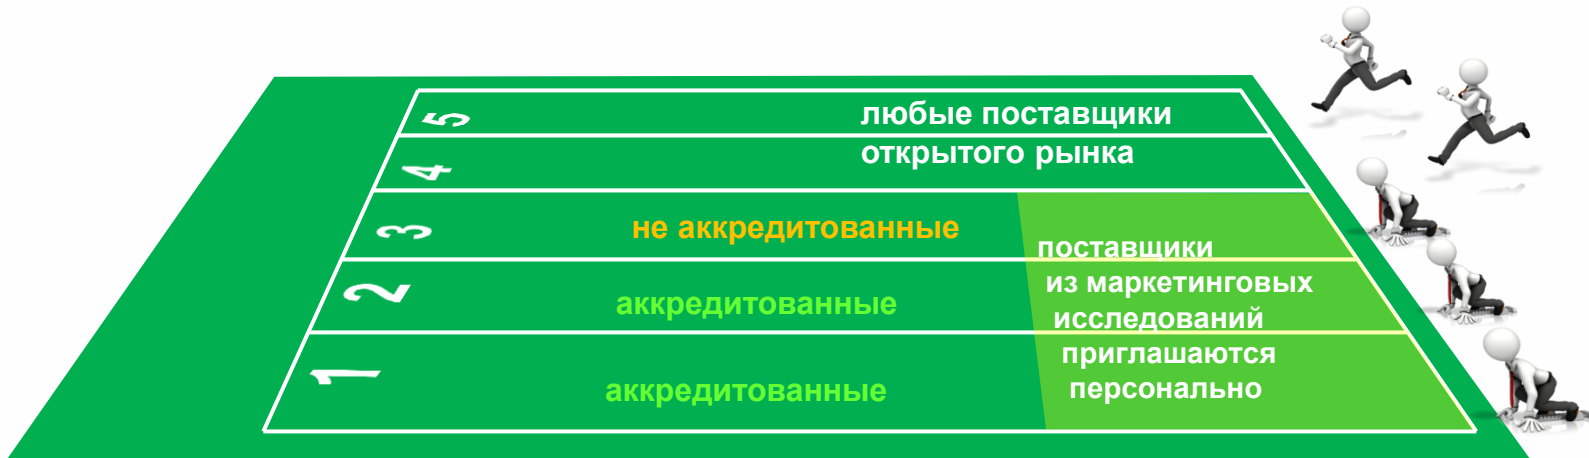 5
любые поставщики
4
открытого рынка
3
не аккредитованные
поставщики
из маркетинговых
2
аккредитованные
исследований
приглашаются
1
аккредитованные
персонально